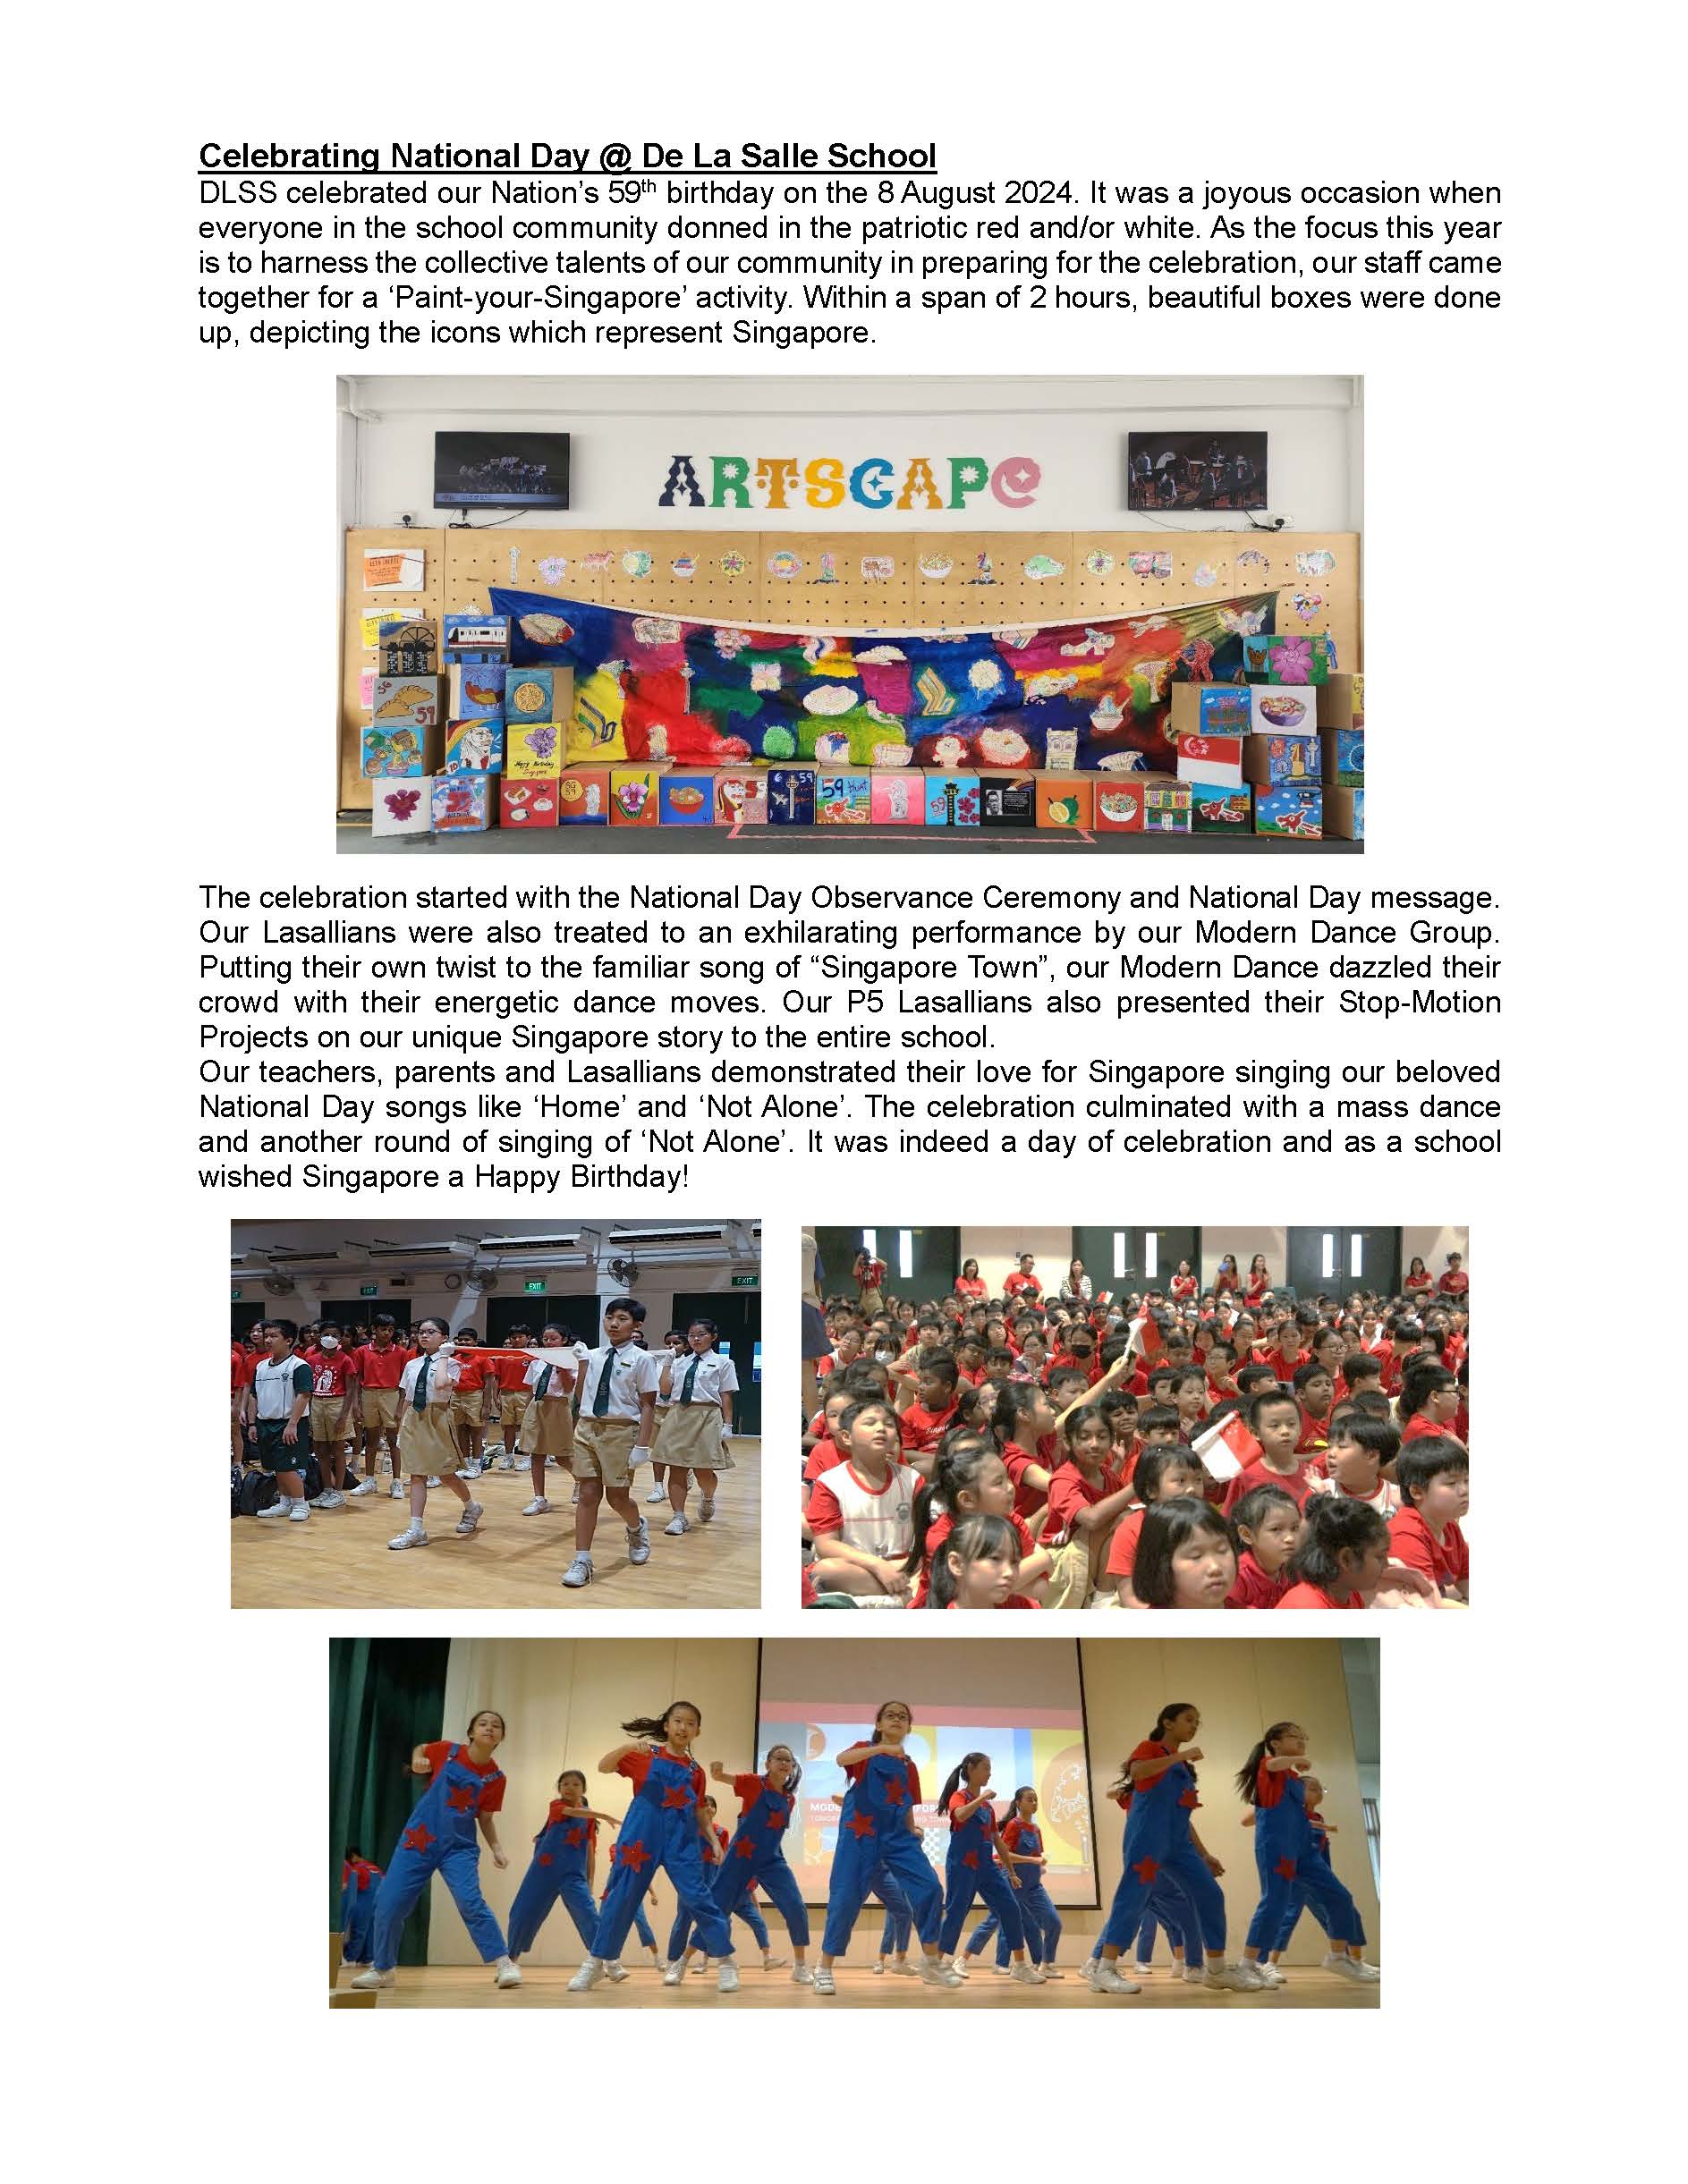 Celebrating National Day @ De La Salle School
DLSS celebrated our Nation’s 59th birthday on the 8 August 2024. It was a joyous occasion when
everyone in the school community donned in the patriotic red and/or white. As the focus this year
is to harness the collective talents of our community in preparing for the celebration, our staff came
together for a ‘Paint-your-Singapore’ activity. Within a span of 2 hours, beautiful boxes were done
up, depicting the icons which represent Singapore.
ARTSCAPE
59
Happy Birthday
Singapore
59
59
59
The celebration started with the National Day Observance Ceremony and National Day message.
Our Lasallians were also treated to an exhilarating performance by our Modern Dance Group.
Putting their own twist to the familiar song of “Singapore Town”, our Modern Dance dazzled their
crowd with their energetic dance moves. Our P5 Lasallians also presented their Stop-Motion
Projects on our unique Singapore story to the entire school.
Our teachers, parents and Lasallians demonstrated their love for Singapore singing our beloved
National Day songs like ‘Home’ and ‘Not Alone’. The celebration culminated with a mass dance
and another round of singing of ‘Not Alone’. It was indeed a day of celebration and as a school
wished Singapore a Happy Birthday!
EXIT
EXIT
EXIT